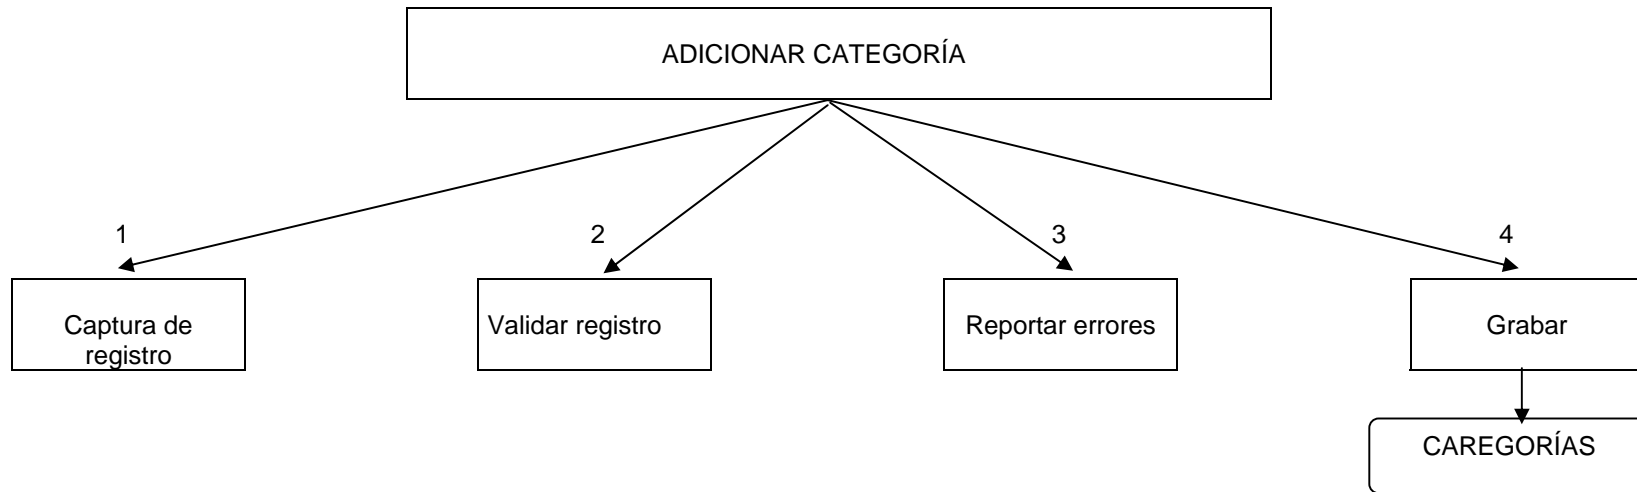 ADICIONAR CATEGORÍA
1
2
3
4
Captura de
registro
Validar registro
Reportar errores
Grabar
CAREGORÍAS